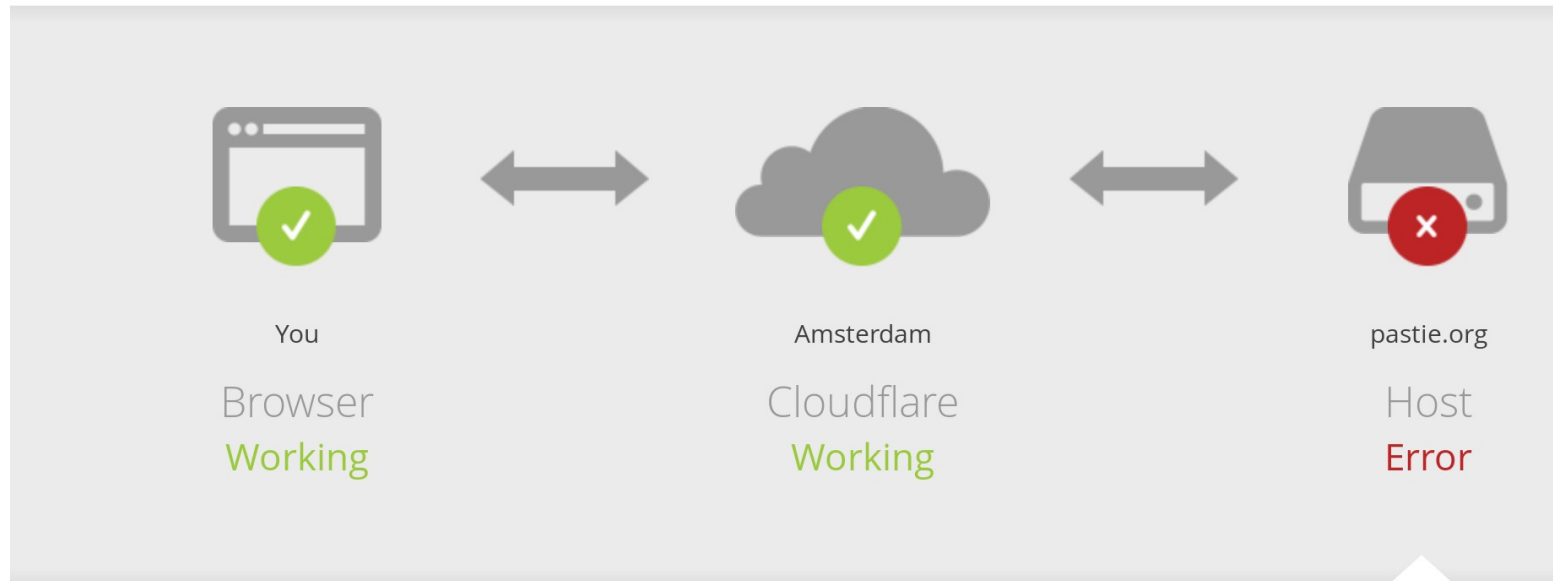 You
Amsterdam
pastie.org
Browser
Cloudflare
Host
Working
Working
Error